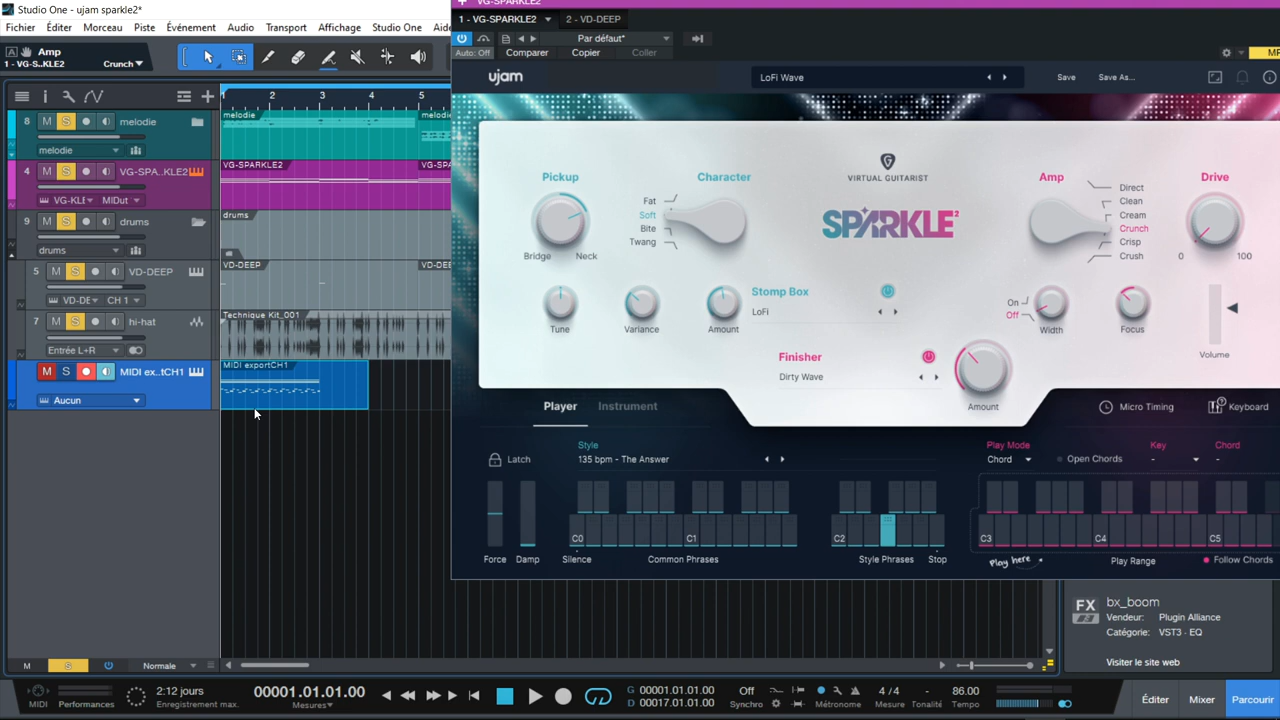 Studio One - ujam sparkle2*
Fichier Éditer Morceau Piste Événement Audio Transport Affichage Studio One Aide
A Amp
1 - VG-S..KLE2 Crunch
VG-SPARKLE2
1 - VG-SPARKLE2 2 - VD-DEEP
Par défaut*
Auto: Off Comparer Copier Coller
ujam LoFi Wave Save Save As...
1 2 3 4 5
8 M S melodie
melodie
melodie melodie
4 M S VG-SPA..KLE2
VG-KLE MIDut
VG-SPARKLE2 VG-SPA
9 M S drums
drums
drums
5 M S VD-DEEP
VD-DE CH 1
VD-DEEP VD-DEE
7 M S hi-hat
Entrée L+R
Technique Kit_001
M S MIDI ex..tCH1
Aucun
MIDI exportCH1
VIRTUAL GUITARIST
SPARKLE2
Pickup
Bridge Neck
Character
Fat
Soft
Bite
Twang
Amp
Direct
Clean
Cream
Crunch
Crisp
Crush
Drive
0 100
Tune Variance Amount
Stomp Box
LoFi
On
Off
Width Focus
Volume
Finisher
Dirty Wave
Amount
Player Instrument
Micro Timing Keyboard
Style
Latch 135 bpm - The Answer
Play Mode Key Chord
Chord Open Chords - -
C0 C1 C2 C3 C4 C5
Force Damp Silence Common Phrases Style Phrases Stop Play here Play Range Follow Chords
FX bx_boom
Vendeur: Plugin Alliance
Catégorie: VST3 - EQ
Visiter le site web
M S Normale
MIDI Performances
2:12 jours
Enregistrement max.
00001.01.01.00
Mesures
G 00001.01.01.00
D 00017.01.01.00
Off
Synchro
Métronome
4 / 4
Mesure
-
Tonalité
86.00
Tempo
Éditer Mixer Parcourir